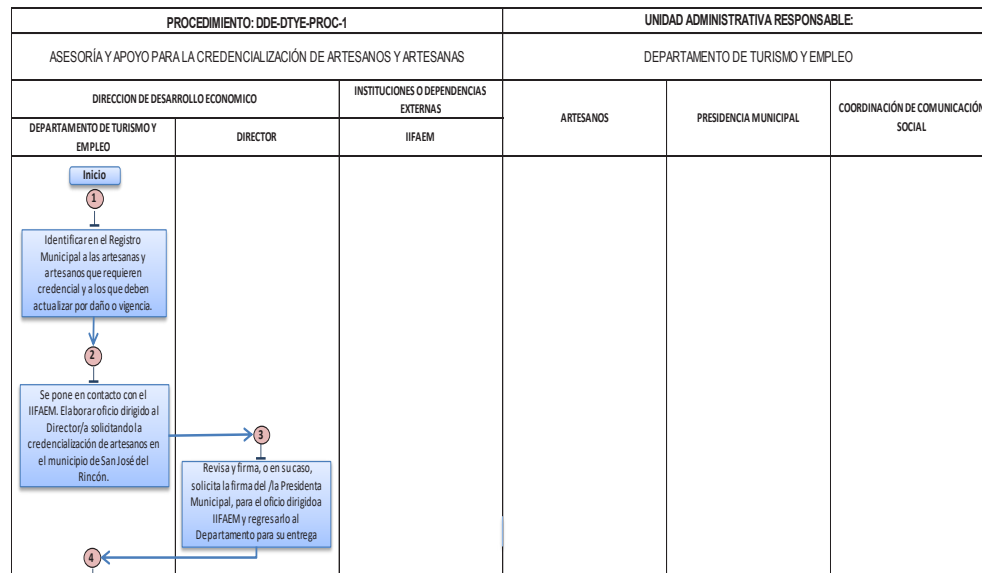 PROCEDIMIENTO: DDE-DTYE-PROC-1
UNIDAD ADMINISTRATIVA RESPONSABLE:
ASESORÍA Y APOYO PARA LA CREDENCIALIZACIÓN DE ARTESANOS Y ARTESANAS
DEPARTAMENTO DE TURISMO Y EMPLEO
DIRECCION DE DESARROLLO ECONOMICO
INSTITUCIONES O DEPENDENCIAS
EXTERNAS
ARTESANOS
PRESIDENCIA MUNICIPAL
COORDINACIÓN DE COMUNICACIÓN
SOCIAL
DEPARTAMENTO DE TURISMO Y
EMPLEO
DIRECTOR
IIFAEM
Inicio
1
Identificar en el Registro
Municipal a las artesanas y
artesanos que requieren
credencial y a los que deben
actualizar por daño o vigencia.
2
Se pone en contacto con el
IIFAEM. Elaborar oficio dirigido al
Director/a solicitando la
credencialización de artesanos en
el municipio de San José del
Rincón.
3
Revisa y firma, o en su caso,
solicita la firma del /la Presidenta
Municipal, para el oficio dirigidoa
IIFAEM y regresarlo al
Departamento para su entrega
4